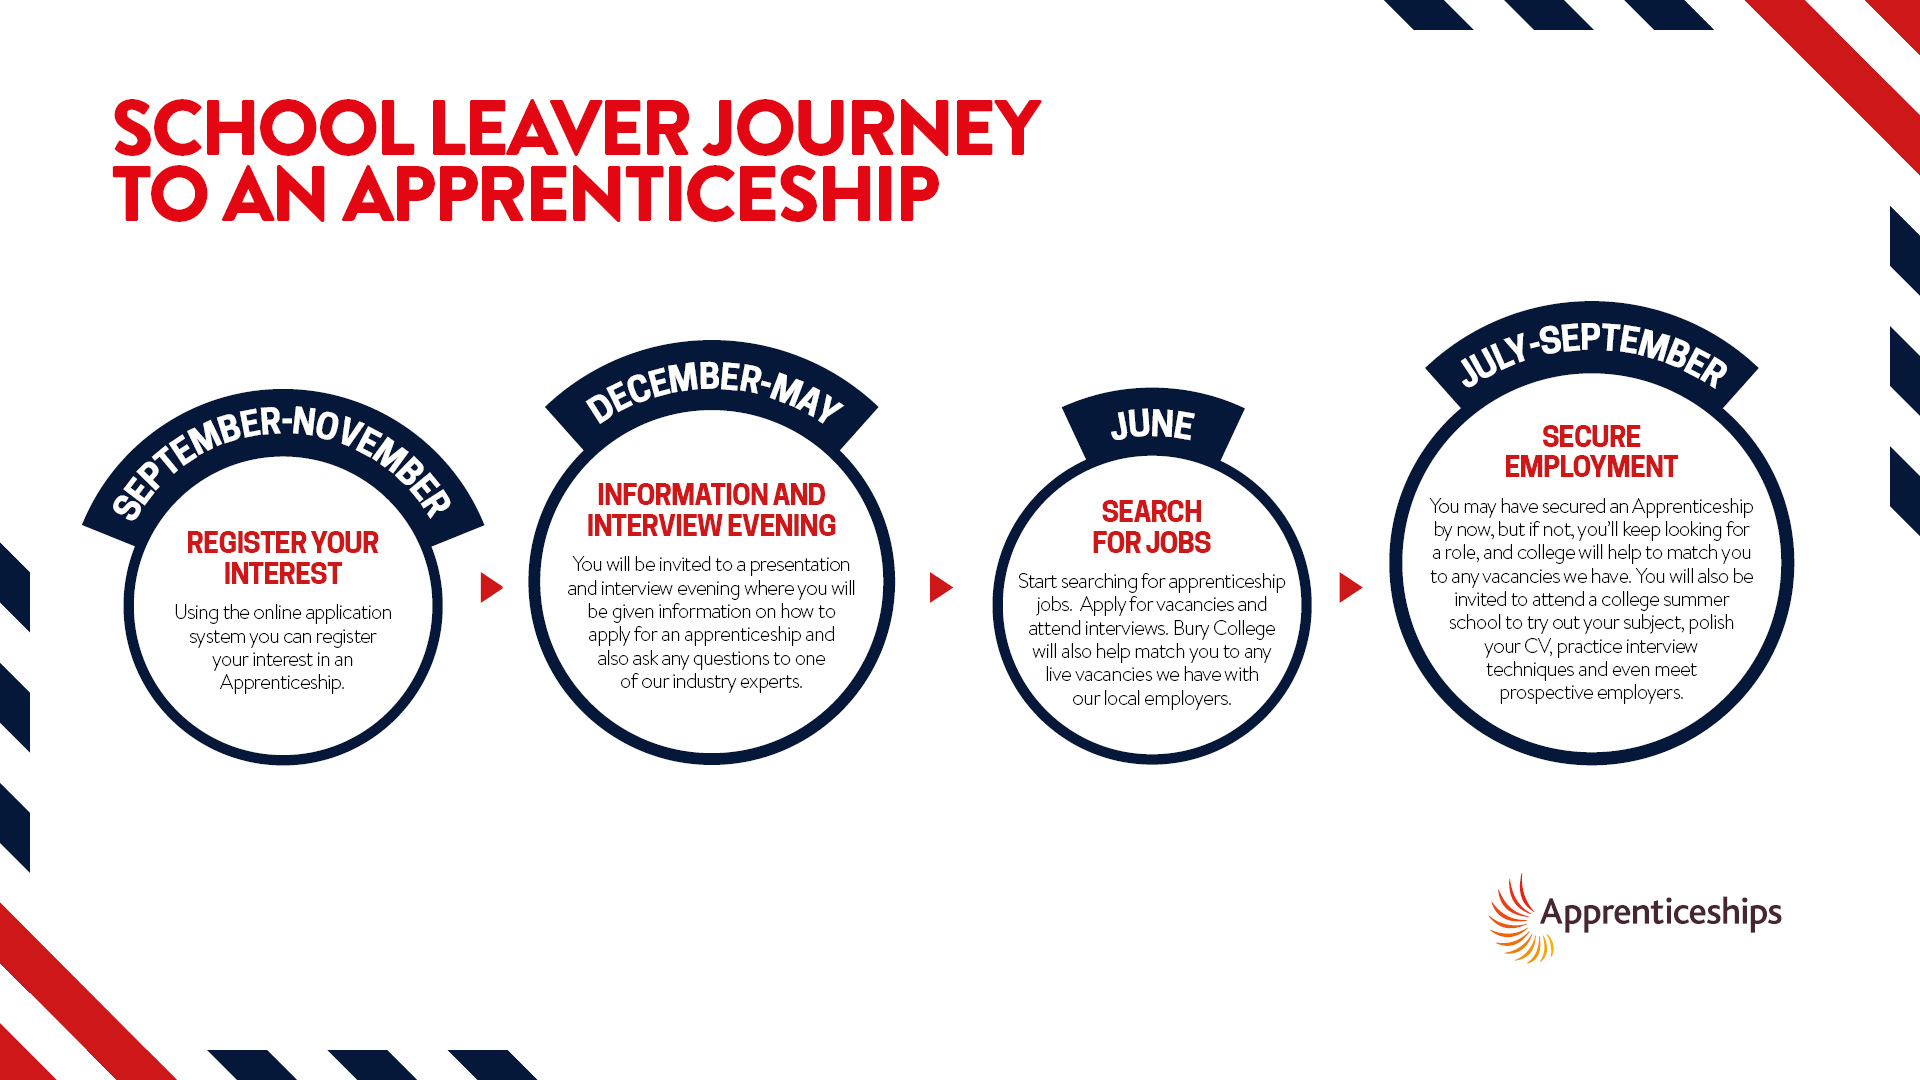 SCHOOL LEAVER JOURNEY
TO AN APPRENTICESHIP
SEPTEMBER-NOVEMBER
REGISTER YOUR
INTEREST
Using the online application
system you can register
your interest in an
Apprenticeship.
DECEMBER-MAY
INFORMATION AND
INTERVIEW EVENING
You will be invited to a presentation
and interview evening where you will
be given information on how to
apply for an apprenticeship and
also ask any questions to one
of our industry experts.
JUNE
SEARCH
FOR JOBS
Start searching for apprenticeship
jobs. Apply for vacancies and
attend interviews. Bury College
will also help match you to any
live vacancies we have with
our local employers.
JULY-SEPTEMBER
SECURE
EMPLOYMENT
You may have secured an Apprenticeship
by now, but if not, you'll keep looking for
a role, and college will help to match you
to any vacancies we have. You will also be
invited to attend a college summer
school to try out your subject, polish
your CV, practice interview
techniques and even meet
prospective employers.
Apprenticeships